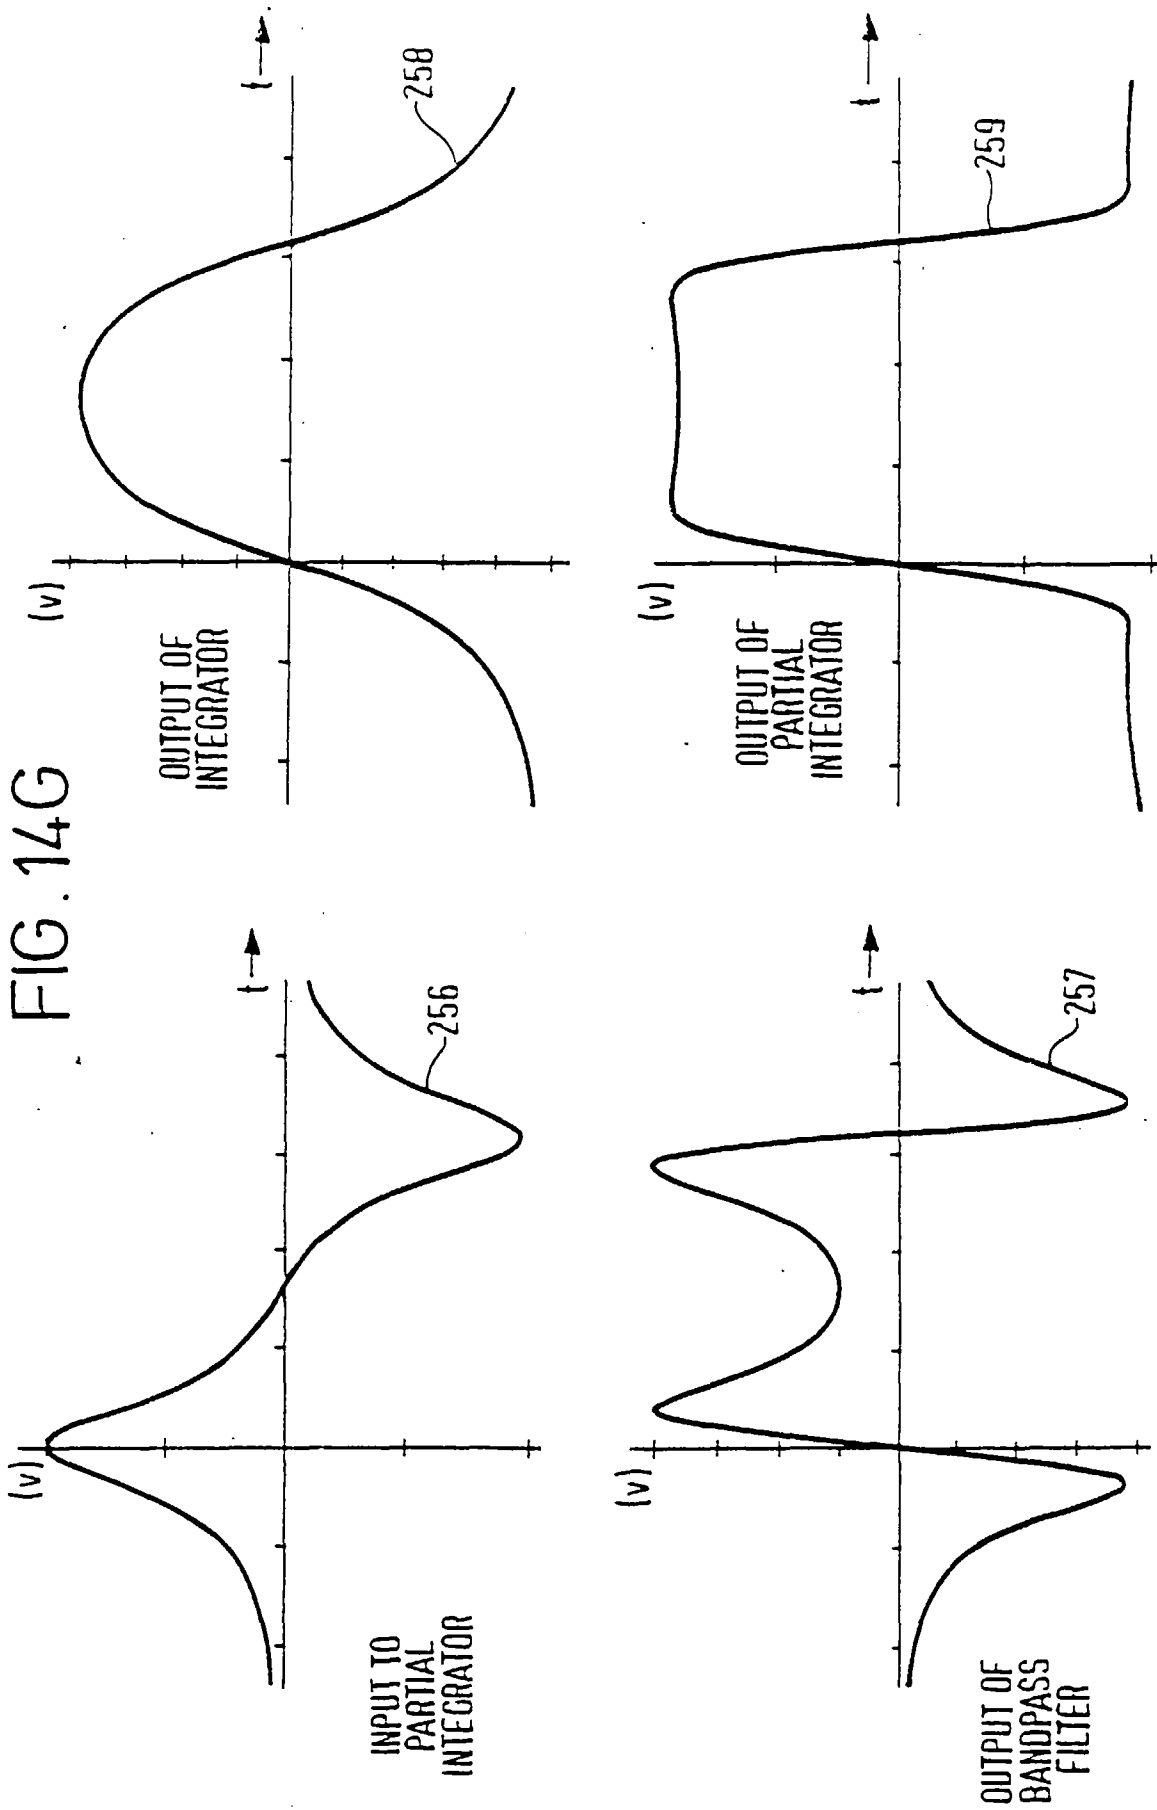 FIG. 14G
(v)
t
256
INPUT TO
PARTIAL
INTEGRATOR
(v)
t
258
OUTPUT OF
INTEGRATOR
(v)
t
257
OUTPUT OF
BANDPASS
FILTER
(v)
t
259
OUTPUT OF
PARTIAL
INTEGRATOR